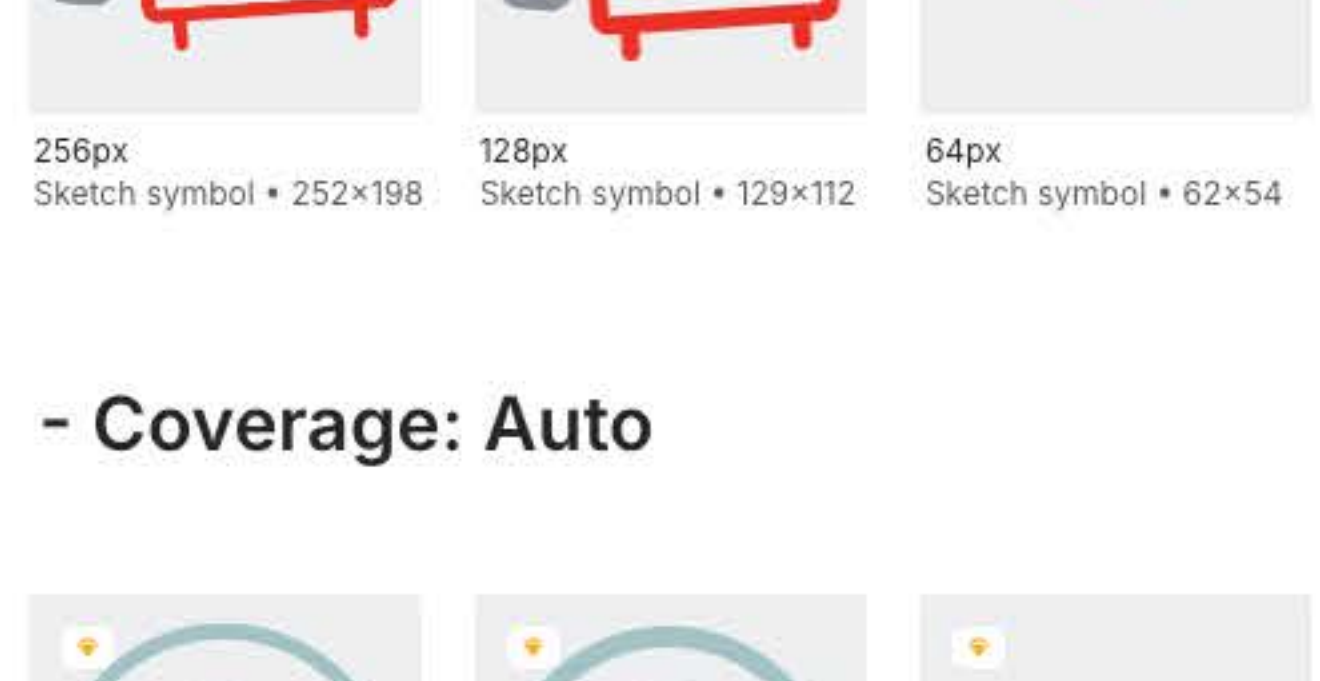 256px
Sketch symbol • 252×198
128px
Sketch symbol • 129×112
64px
Sketch symbol • 62×54
- Coverage: Auto